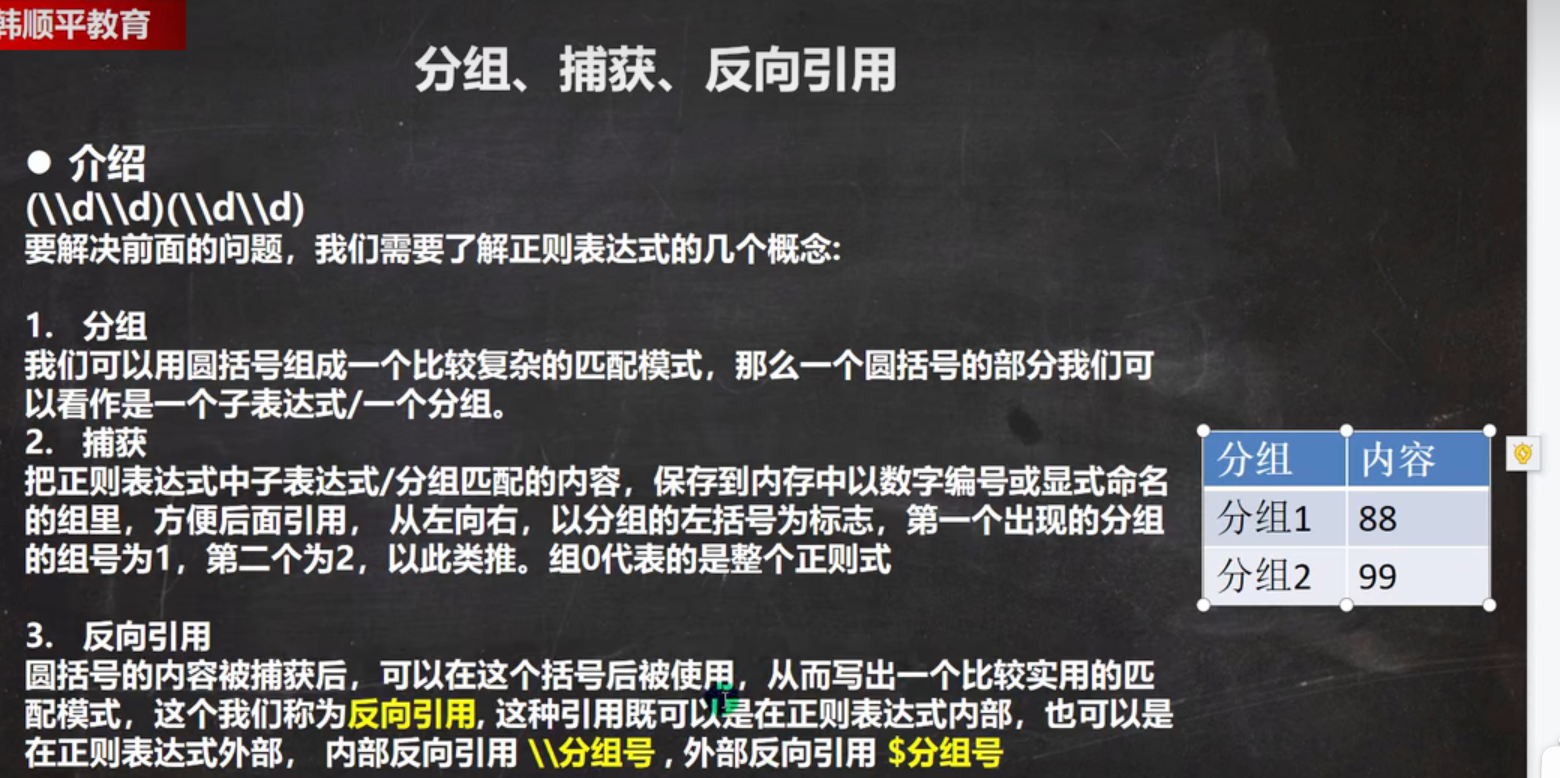 韩顺平教育
分组、捕获、反向引用
● 介绍
(\\d\\d)(\\d\\d)
要解决前面的问题，我们需要了解正则表达式的几个概念:
1. 分组
我们可以用圆括号组成一个比较复杂的匹配模式，那么一个圆括号的部分我们可
以看作是一个子表达式/一个分组。
2. 捕获
把正则表达式中子表达式/分组匹配的内容，保存到内存中以数字编号或显式命名
的组里，方便后面引用， 从左向右，以分组的左括号为标志，第一个出现的分组
的组号为1，第二个为2，以此类推。组0代表的是整个正则式
分组 内容
分组1 88
分组2 99
3. 反向引用
圆括号的内容被捕获后，可以在这个括号后被使用，从而写出一个比较实用的匹
配模式，这个我们称为反向引用, 这种引用既可以是在正则表达式内部，也可以是
在正则表达式外部， 内部反向引用 \\分组号 , 外部反向引用 $分组号